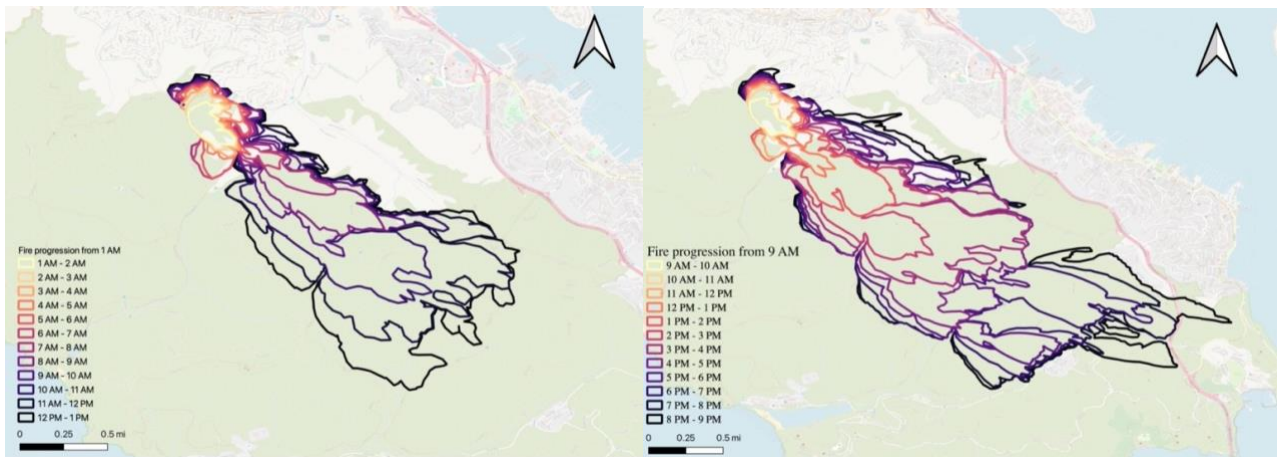 Fire progression from 1 AM
1 AM - 2 AM
2 AM - 3 AM
3 AM - 4 AM
4 AM - 5 AM
5 AM - 6 AM
6 AM - 7 AM
7 AM - 8 AM
8 AM - 9 AM
9 AM - 10 AM
10 AM - 11 AM
11 AM - 12 PM
12 PM - 1 PM
0 0.25 0.5 mi
Fire progression from 9 AM
9 AM - 10 AM
10 AM - 11 AM
11 AM - 12 PM
12 PM - 1 PM
1 PM - 2 PM
2 PM - 3 PM
3 PM - 4 PM
4 PM - 5 PM
5 PM - 6 PM
6 PM - 7 PM
7 PM - 8 PM
8 PM - 9 PM
0 0.25 0.5 mi